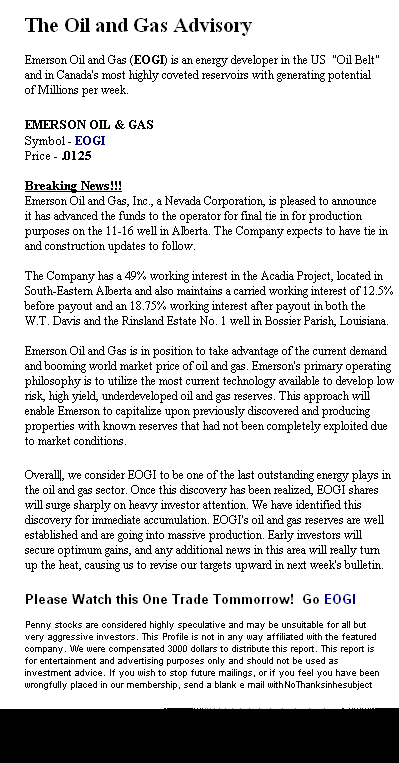 The Oil and Gas Advisory
Emerson Oil and Gas (EOGI) is an energy developer in the US "Oil Belt"
and in Canada's most highly coveted reservoirs with generating potential
of Millions per week.
EMERSON OIL & GAS
Symbol - EOGI
Price - .0125
Breaking News!!!
Emerson Oil and Gas, Inc., a Nevada Corporation, is pleased to announce
it has advanced the funds to the operator for final tie in for production
purposes on the 11-16 well in Alberta. The Company expects to have tie in
and construction updates to follow.
The Company has a 49% working interest in the Acadia Project, located in
South-Eastern Alberta and also maintains a carried working interest of 12.5%
before payout and an 18.75% working interest after payout in both the
W.T. Davis and the Rinsland Estate No. 1 well in Bossier Parish, Louisiana.
Emerson Oil and Gas is in position to take advantage of the current demand
and booming world market price of oil and gas. Emerson's primary operating
philosophy is to utilize the most current technology available to develop low
risk, high yield, underdeveloped oil and gas reserves. This approach will
enable Emerson to capitalize upon previously discovered and producing
properties with known reserves that had not been completely exploited due
to market conditions.
Overall, we consider EOGI to be one of the last outstanding energy plays in
the oil and gas sector. Once this discovery has been realized, EOGI shares
will surge sharply on heavy investor attention. We have identified this
discovery for immediate accumulation. EOGI's oil and gas reserves are well
established and are going into massive production. Early investors will
secure optimum gains, and any additional news in this area will really turn
up the heat, causing us to revise our targets upward in next week's bulletin.
Please Watch this One Trade Tommorrow! Go EOGI
Penny stocks are considered highly speculative and may be unsuitable for all but
very aggressive investors. This Profile is not in any way affiliated with the featured
company. We were compensated 3000 dollars to distribute this report. This report is
for entertainment and advertising purposes only and should not be used as
investment advice. If you wish to stop future mailings, or if you feel you have been
wrongfully placed in our membership, send a blank e mail withNoThanksinhesubject